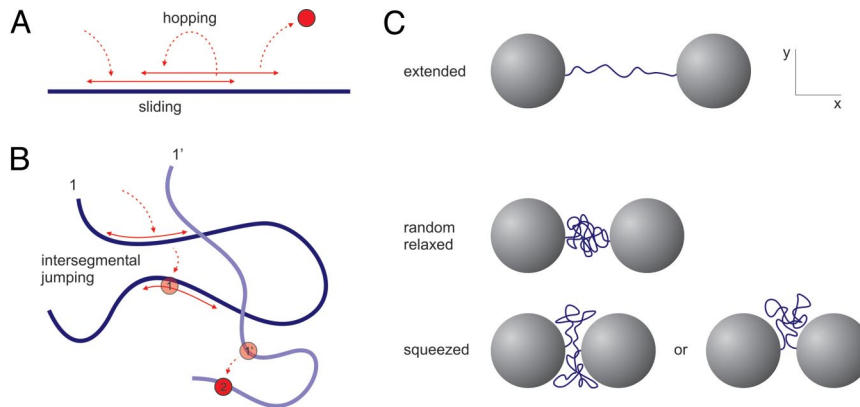 A
hopping
sliding
B
1
1'
intersegmental
jumping
1
1'
2
C
extended
y
x
random
relaxed
squeezed
or